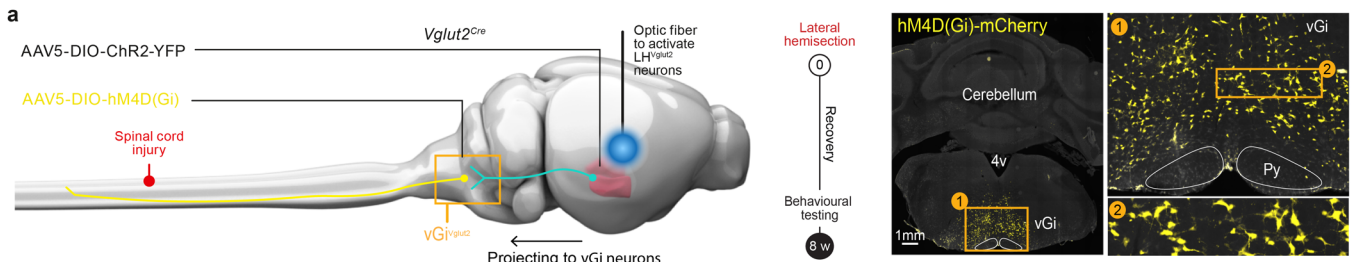 a
AAV5-DIO-ChR2-YFP
AAV5-DIO-hM4D(Gi)
Spinal cord
injury
Vglut2Cre
Optic fiber
to activate
LHVglut2
neurons
vGiVglut2
Projecting to vGi neurons
Lateral
hemisection
0
Recovery
Behavioural
testing
8 w
hM4D(Gi)-mCherry
Cerebellum
4v
1
vGi
1mm
1
vGi
2
Py
2